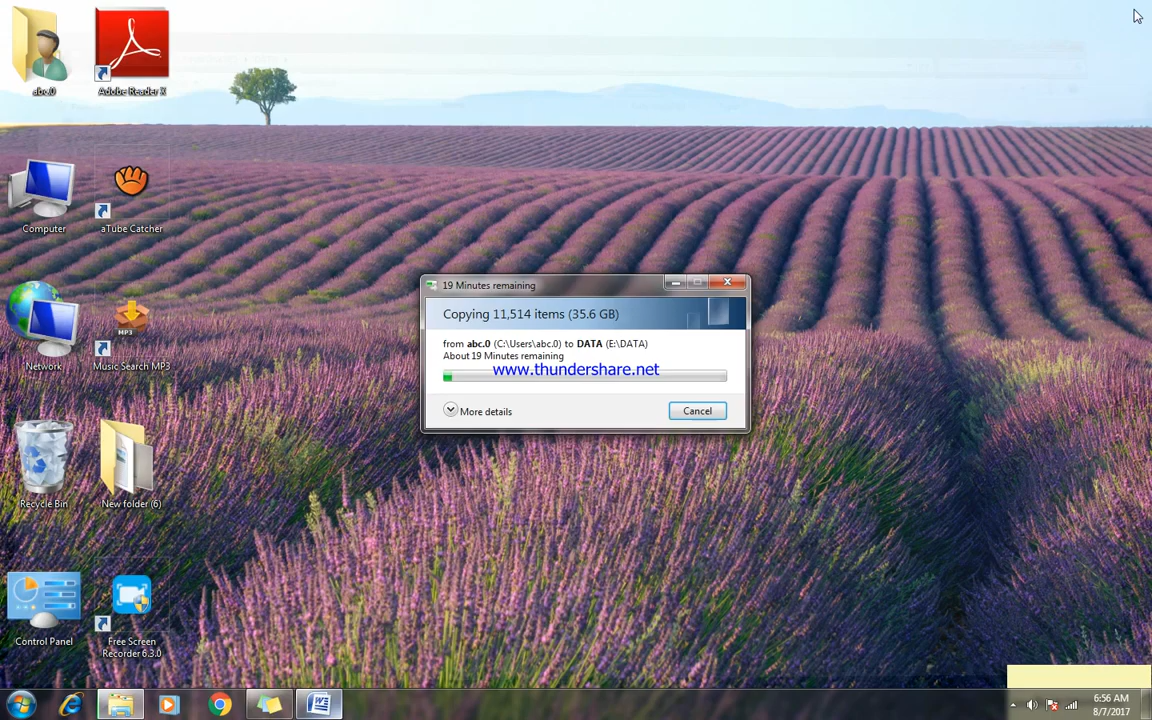 abc.0
Adobe Reader X
Computer
aTube Catcher
Network
MP3
Music Search MP3
Recycle Bin
New folder (6)
Control Panel
Free Screen
Recorder 6.3.0
19 Minutes remaining
Copying 11,514 items (35.6 GB)
from abc.0 (C:\Users\abc.0) to DATA (E:\DATA)
About 19 Minutes remaining
www.thundershare.net
More details
Cancel
W
6:56 AM
8/7/2017